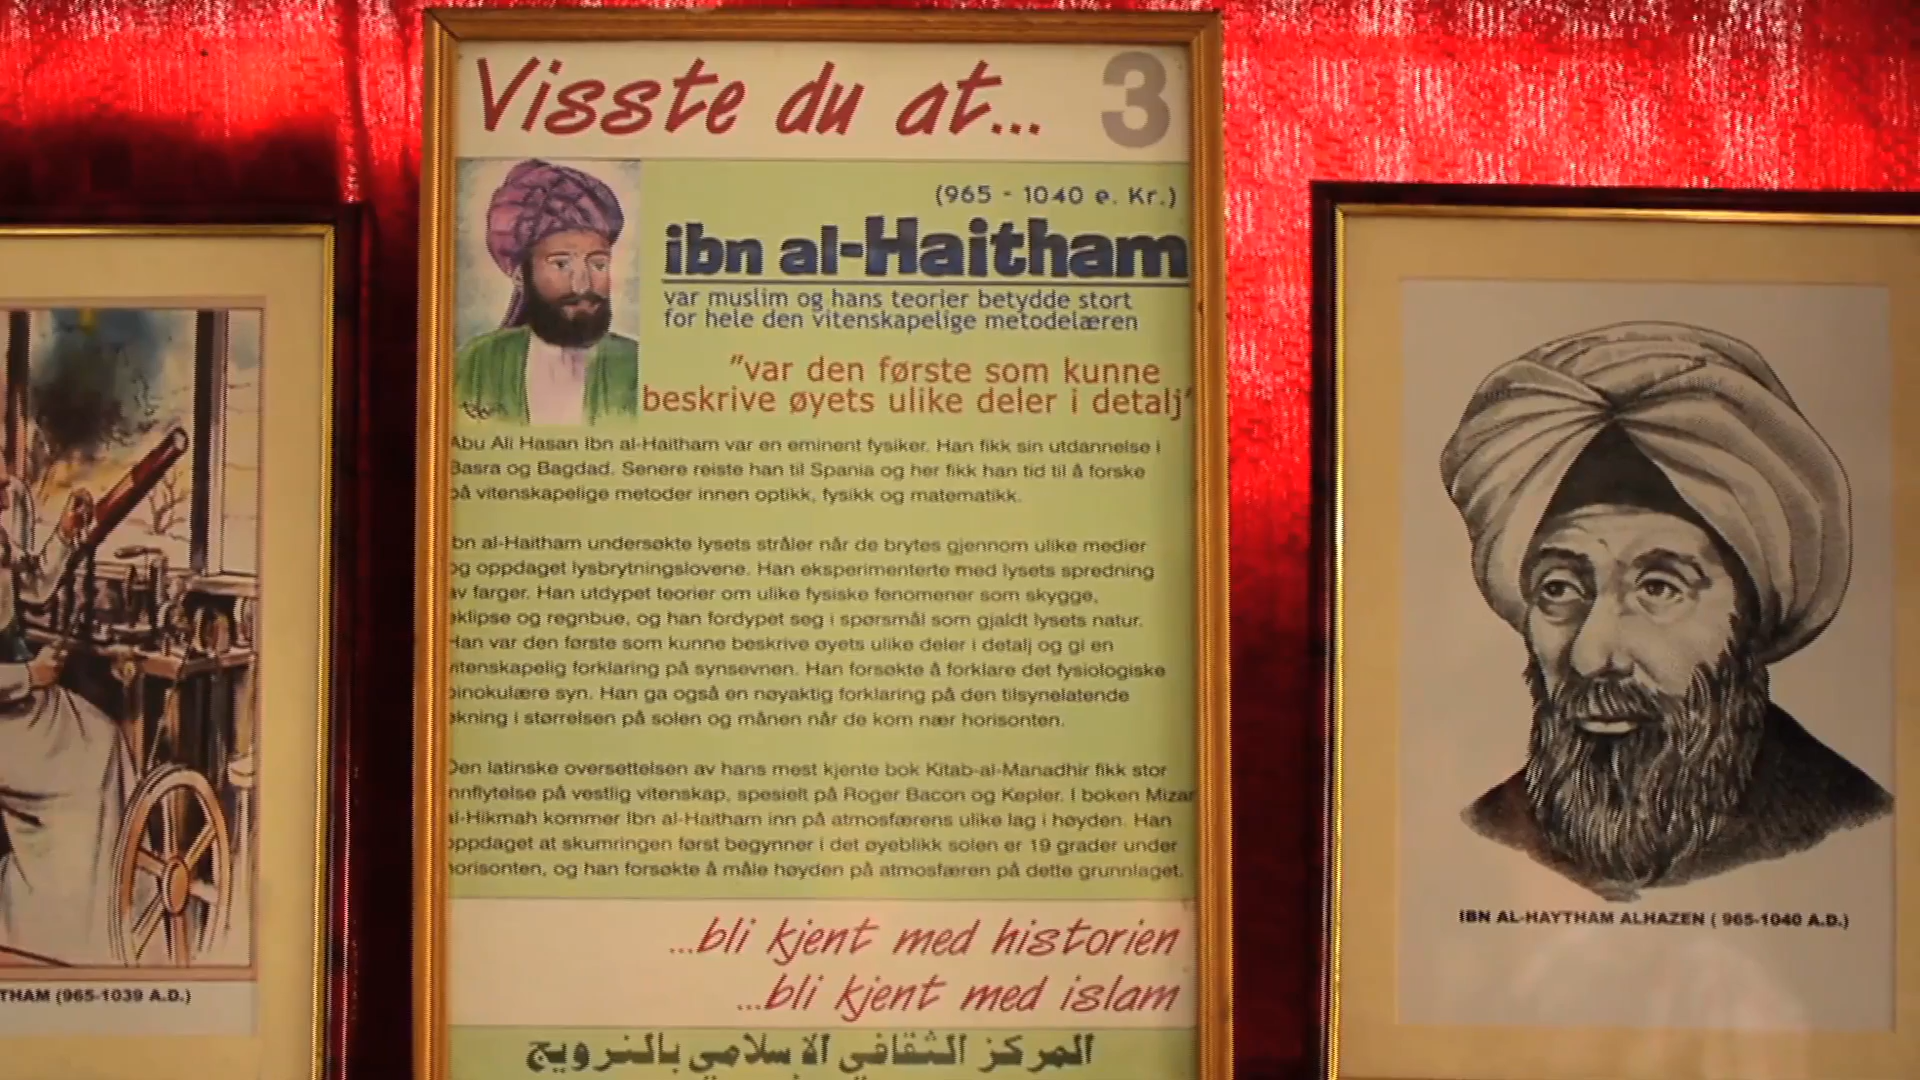 Visste du at... 3
(965 - 1040 e. Kr.)
ibn al-Haitham
var muslim og hans teorier betydde stort
for hele den vitenskapelige metodelæren
"var den første som kunne
beskrive øyets ulike deler i detalj"
Abu Ali Hasan Ibn al-Haitham var en eminent fysiker. Han fikk sin utdannelse i
Basra og Bagdad. Senere reiste han til Spania og her fikk han tid til å forske
på vitenskapelige metoder innen optikk, fysikk og matematikk.
Ibn al-Haitham undersøkte lysets stråler når de brytes gjennom ulike medier
og oppdaget lysbrytningslovene. Han eksperimenterte med lysets spredning
av farger. Han utdypet teorier om ulike fysiske fenomener som skygge,
eklipse og regnbue, og han fordypet seg i spørsmål som gjaldt lysets natur.
Han var den første som kunne beskrive øyets ulike deler i detalj og gi en
vitenskapelig forklaring på synsevnen. Han forsøkte å forklare det fysiologiske
binokulære syn. Han ga også en nøyaktig forklaring på den tilsynelatende
økning i størrelsen på solen og månen når de kom nær horisonten.
Den latinske oversettelsen av hans mest kjente bok Kitab-al-Manadhir fikk stor
innflytelse på vestlig vitenskap, spesielt på Roger Bacon og Kepler. I boken Mizan
al-Hikmah kommer Ibn al-Haitham inn på atmosfærens ulike lag i høyden. Han
oppdaget at skumringen først begynner i det øyeblikk solen er 19 grader under
horisonten, og han forsøkte å måle høyden på atmosfæren på dette grunnlaget.
...bli kjent med historien
...bli kjent med islam
المركز الثقافي الاسلامي بالنرويج
THAM (965-1039 A.D.)
IBN AL-HAYTHAM ALHAZEN ( 965-1040 A.D.)